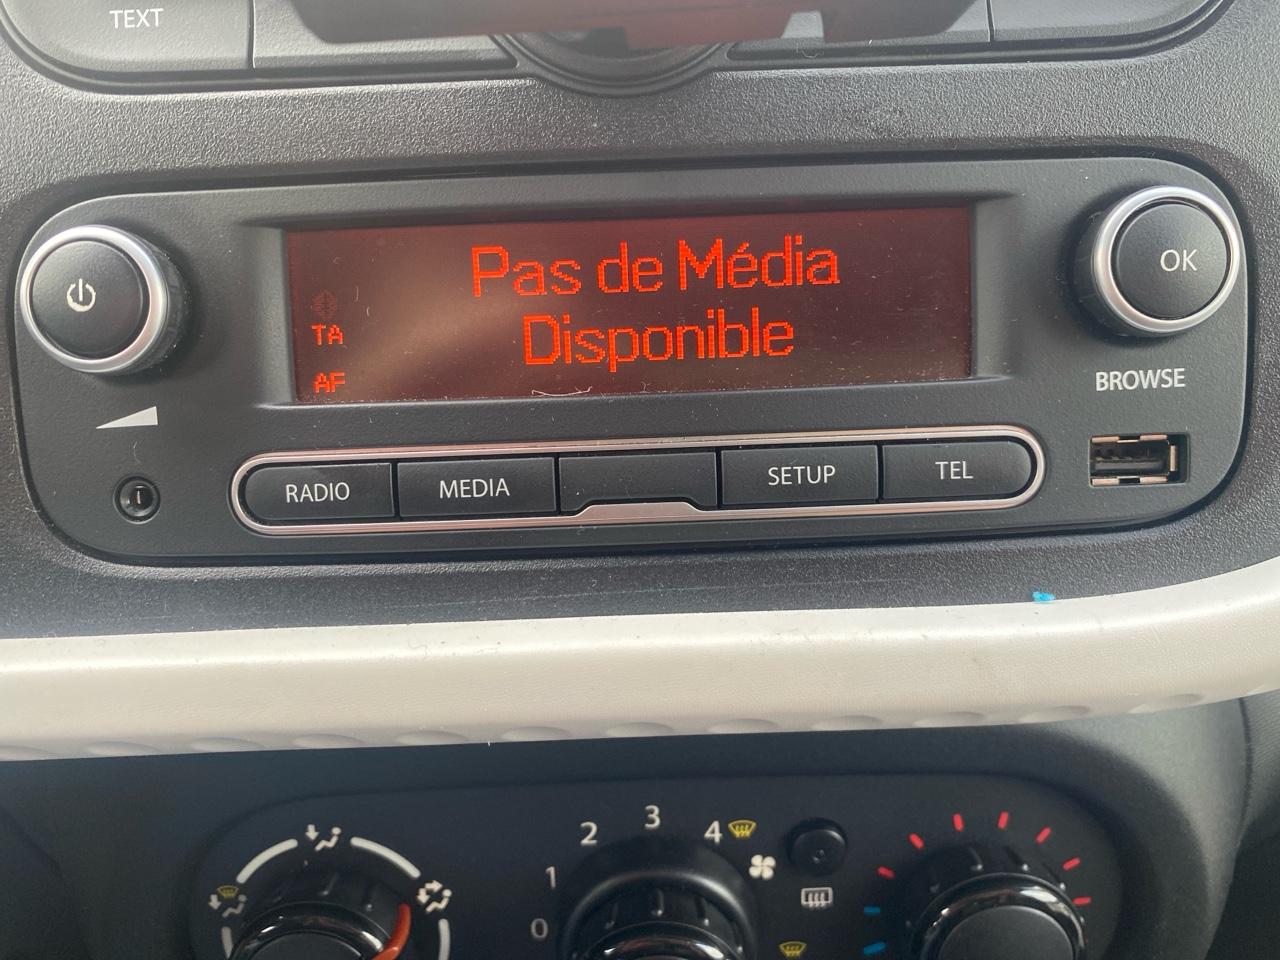 TEXT
Pas de Média
Disponible
TA
AF
OK
BROWSE
RADIO
MEDIA
SETUP
TEL
0
1
2
3
4